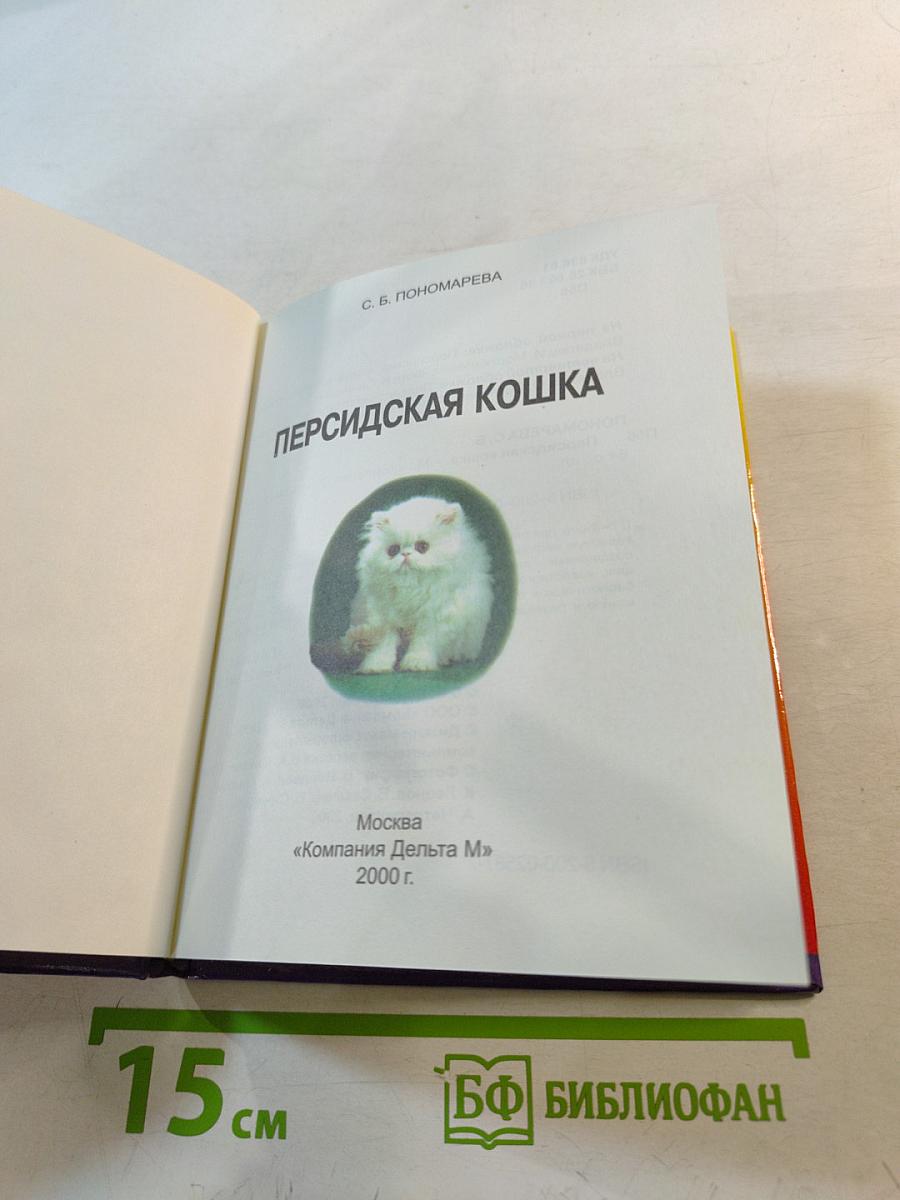 С. Б. ПОНОМАРЕВА
ПЕРСИДСКАЯ КОШКА
Москва
«Компания Дельта М»
2000 г.
15 см
БФ БИБЛИОФАН